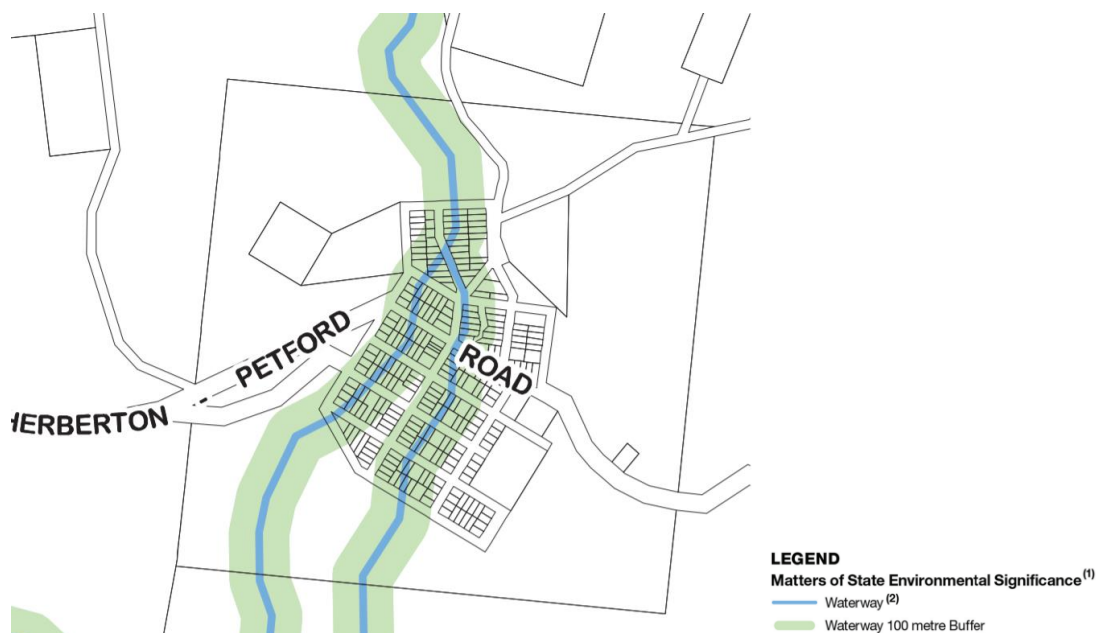 HERBERTON - PETFORD ROAD
LEGEND
Matters of State Environmental Significance (1)
Waterway (2)
Waterway 100 metre Buffer